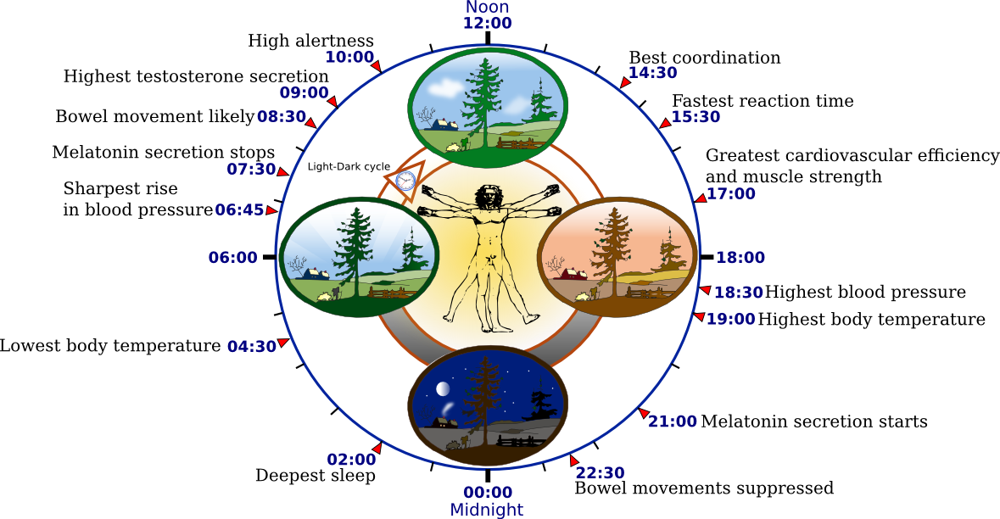 Noon
12:00
High alertness
10:00
Highest testosterone secretion
09:00
Bowel movement likely 08:30
Melatonin secretion stops
07:30
Sharpest rise
in blood pressure 06:45
06:00
Lowest body temperature 04:30
02:00
Deepest sleep
00:00
Midnight
Light-Dark cycle
Best coordination
14:30
Fastest reaction time
15:30
Greatest cardiovascular efficiency
and muscle strength
17:00
18:00
18:30 Highest blood pressure
19:00 Highest body temperature
21:00 Melatonin secretion starts
22:30
Bowel movements suppressed